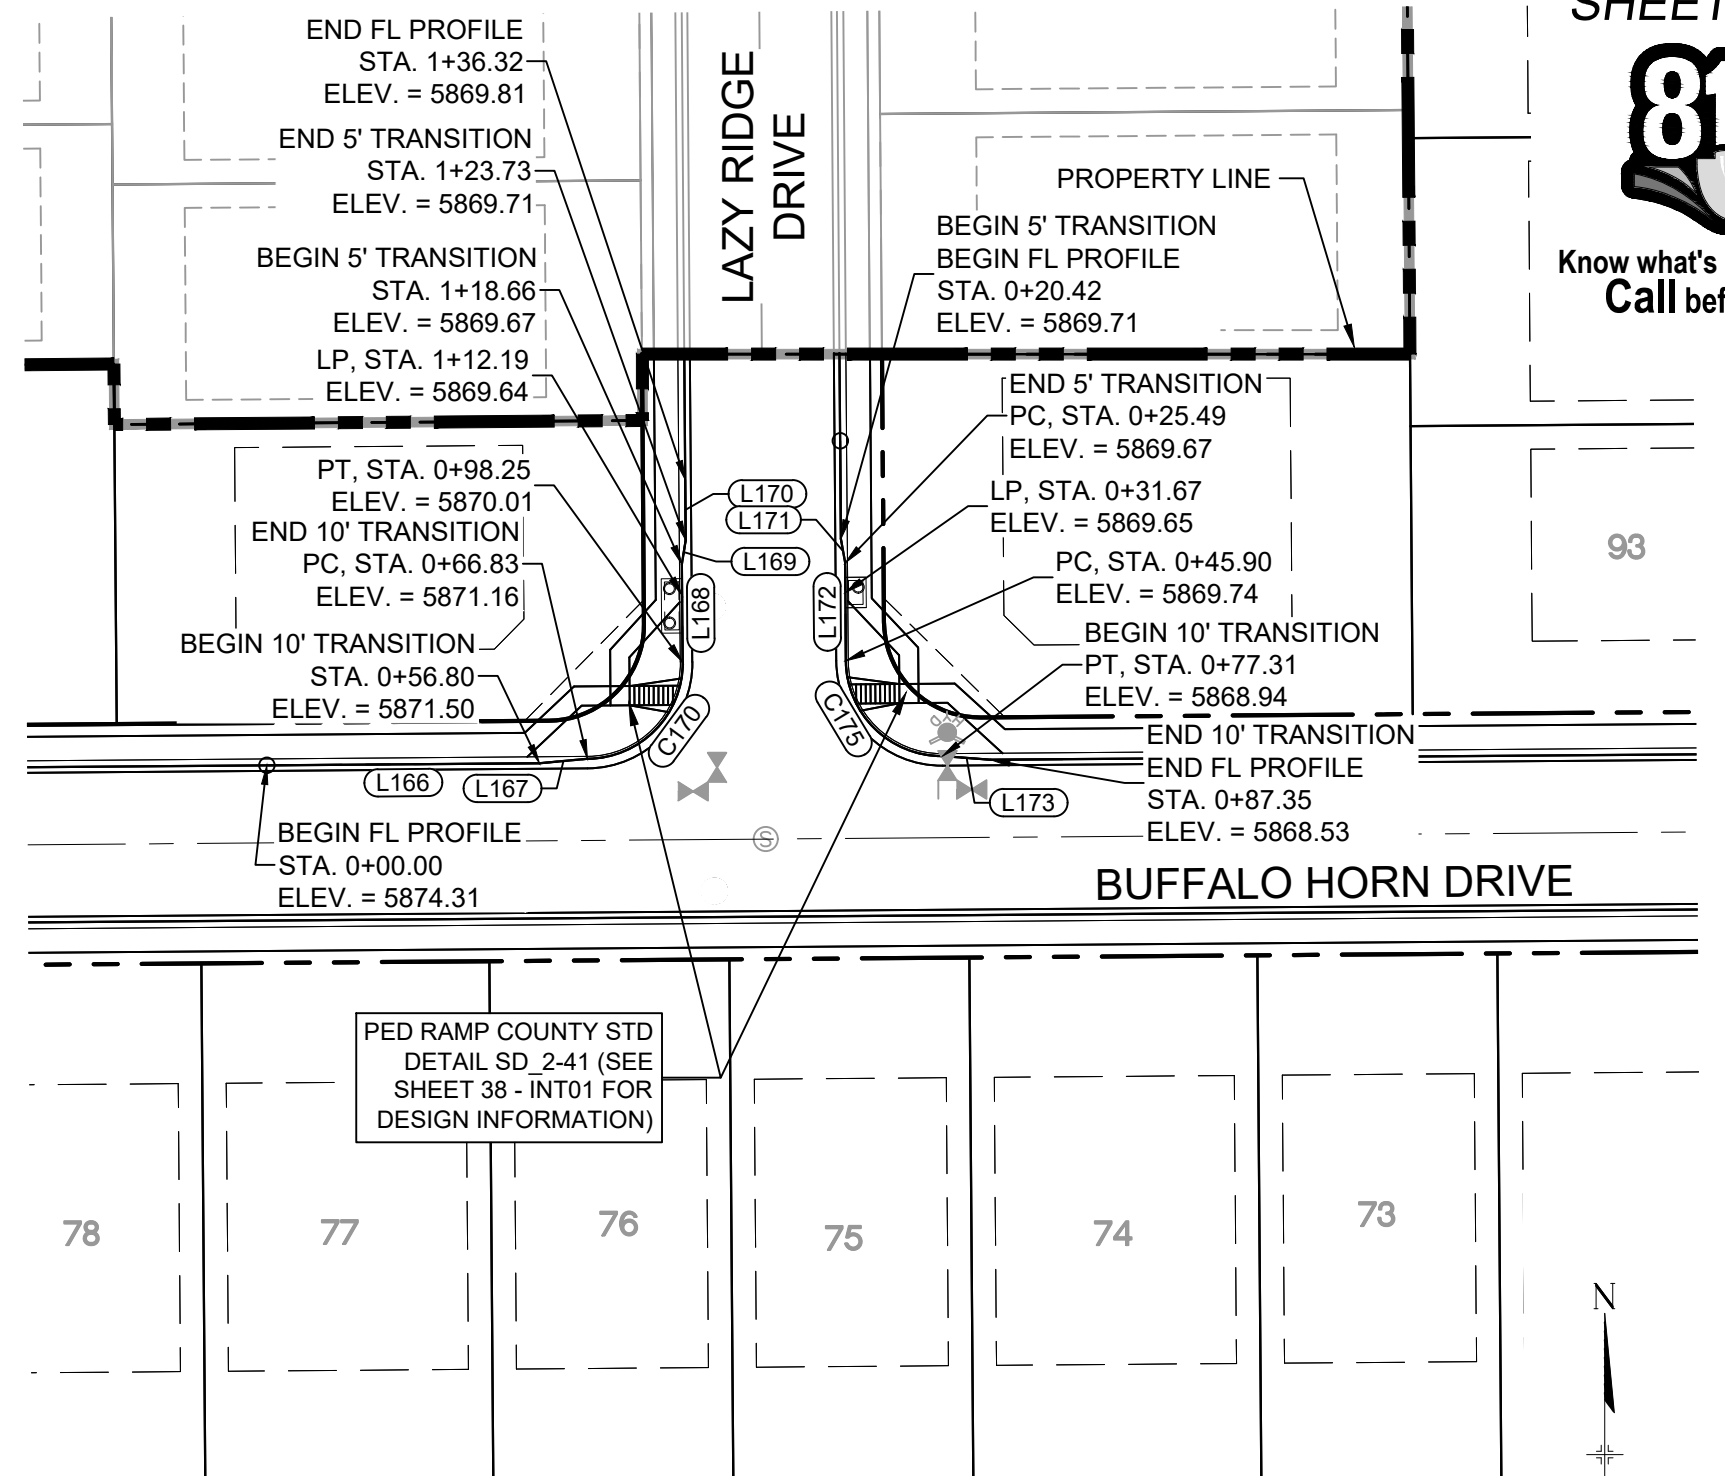 SHEET
811
Know what's
Call bef
END FL PROFILE
STA. 1+36.32
ELEV. = 5869.81
END 5' TRANSITION
STA. 1+23.73
ELEV. = 5869.71
BEGIN 5' TRANSITION
STA. 1+18.66
ELEV. = 5869.67
LP, STA. 1+12.19
ELEV. = 5869.64
PT, STA. 0+98.25
ELEV. = 5870.01
END 10' TRANSITION
PC, STA. 0+66.83
ELEV. = 5871.16
BEGIN 10' TRANSITION
STA. 0+56.80
ELEV. = 5871.50
BEGIN FL PROFILE
STA. 0+00.00
ELEV. = 5874.31
LAZY RIDGE
DRIVE
PROPERTY LINE
BEGIN 5' TRANSITION
BEGIN FL PROFILE
STA. 0+20.42
ELEV. = 5869.71
END 5' TRANSITION
PC, STA. 0+25.49
ELEV. = 5869.67
LP, STA. 0+31.67
ELEV. = 5869.65
PC, STA. 0+45.90
ELEV. = 5869.74
BEGIN 10' TRANSITION
PT, STA. 0+77.31
ELEV. = 5868.94
END 10' TRANSITION
END FL PROFILE
STA. 0+87.35
ELEV. = 5868.53
L170
L171
L169
L168
L172
C170
C175
L166
L167
L173
HYD
S
93
BUFFALO HORN DRIVE
PED RAMP COUNTY STD
DETAIL SD_2-41 (SEE
SHEET 38 - INT01 FOR
DESIGN INFORMATION)
78
77
76
75
74
73
N